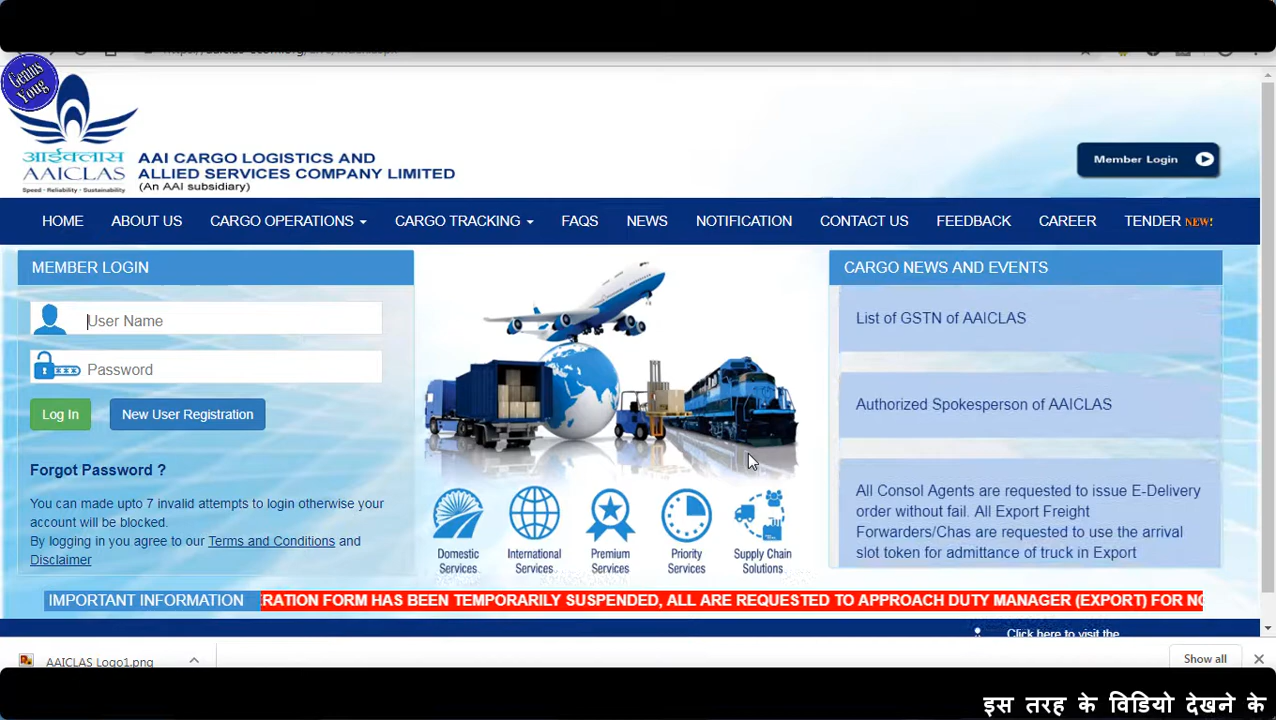 Genius
Youg
आईक्लास
AAICLAS
Speed - Reliability - Sustainability
AAI CARGO LOGISTICS AND
ALLIED SERVICES COMPANY LIMITED
(An AAI subsidiary)
Member Login
HOME ABOUT US CARGO OPERATIONS CARGO TRACKING FAQS NEWS NOTIFICATION CONTACT US FEEDBACK CAREER TENDER NEW!
MEMBER LOGIN
User Name
Password
Log In New User Registration
Forgot Password ?
You can made upto 7 invalid attempts to login otherwise your
account will be blocked.
By logging in you agree to our Terms and Conditions and
Disclaimer
Domestic
Services
International
Services
Premium
Services
Priority
Services
Supply Chain
Solutions
CARGO NEWS AND EVENTS
List of GSTN of AAICLAS
Authorized Spokesperson of AAICLAS
All Consol Agents are requested to issue E-Delivery
order without fail. All Export Freight
Forwarders/Chas are requested to use the arrival
slot token for admittance of truck in Export
IMPORTANT INFORMATION ERATION FORM HAS BEEN TEMPORARILY SUSPENDED, ALL ARE REQUESTED TO APPROACH DUTY MANAGER (EXPORT) FOR
Click here to visit the
AAICLAS Logo1.png
Show all
इस तरह के विडियो देखने के